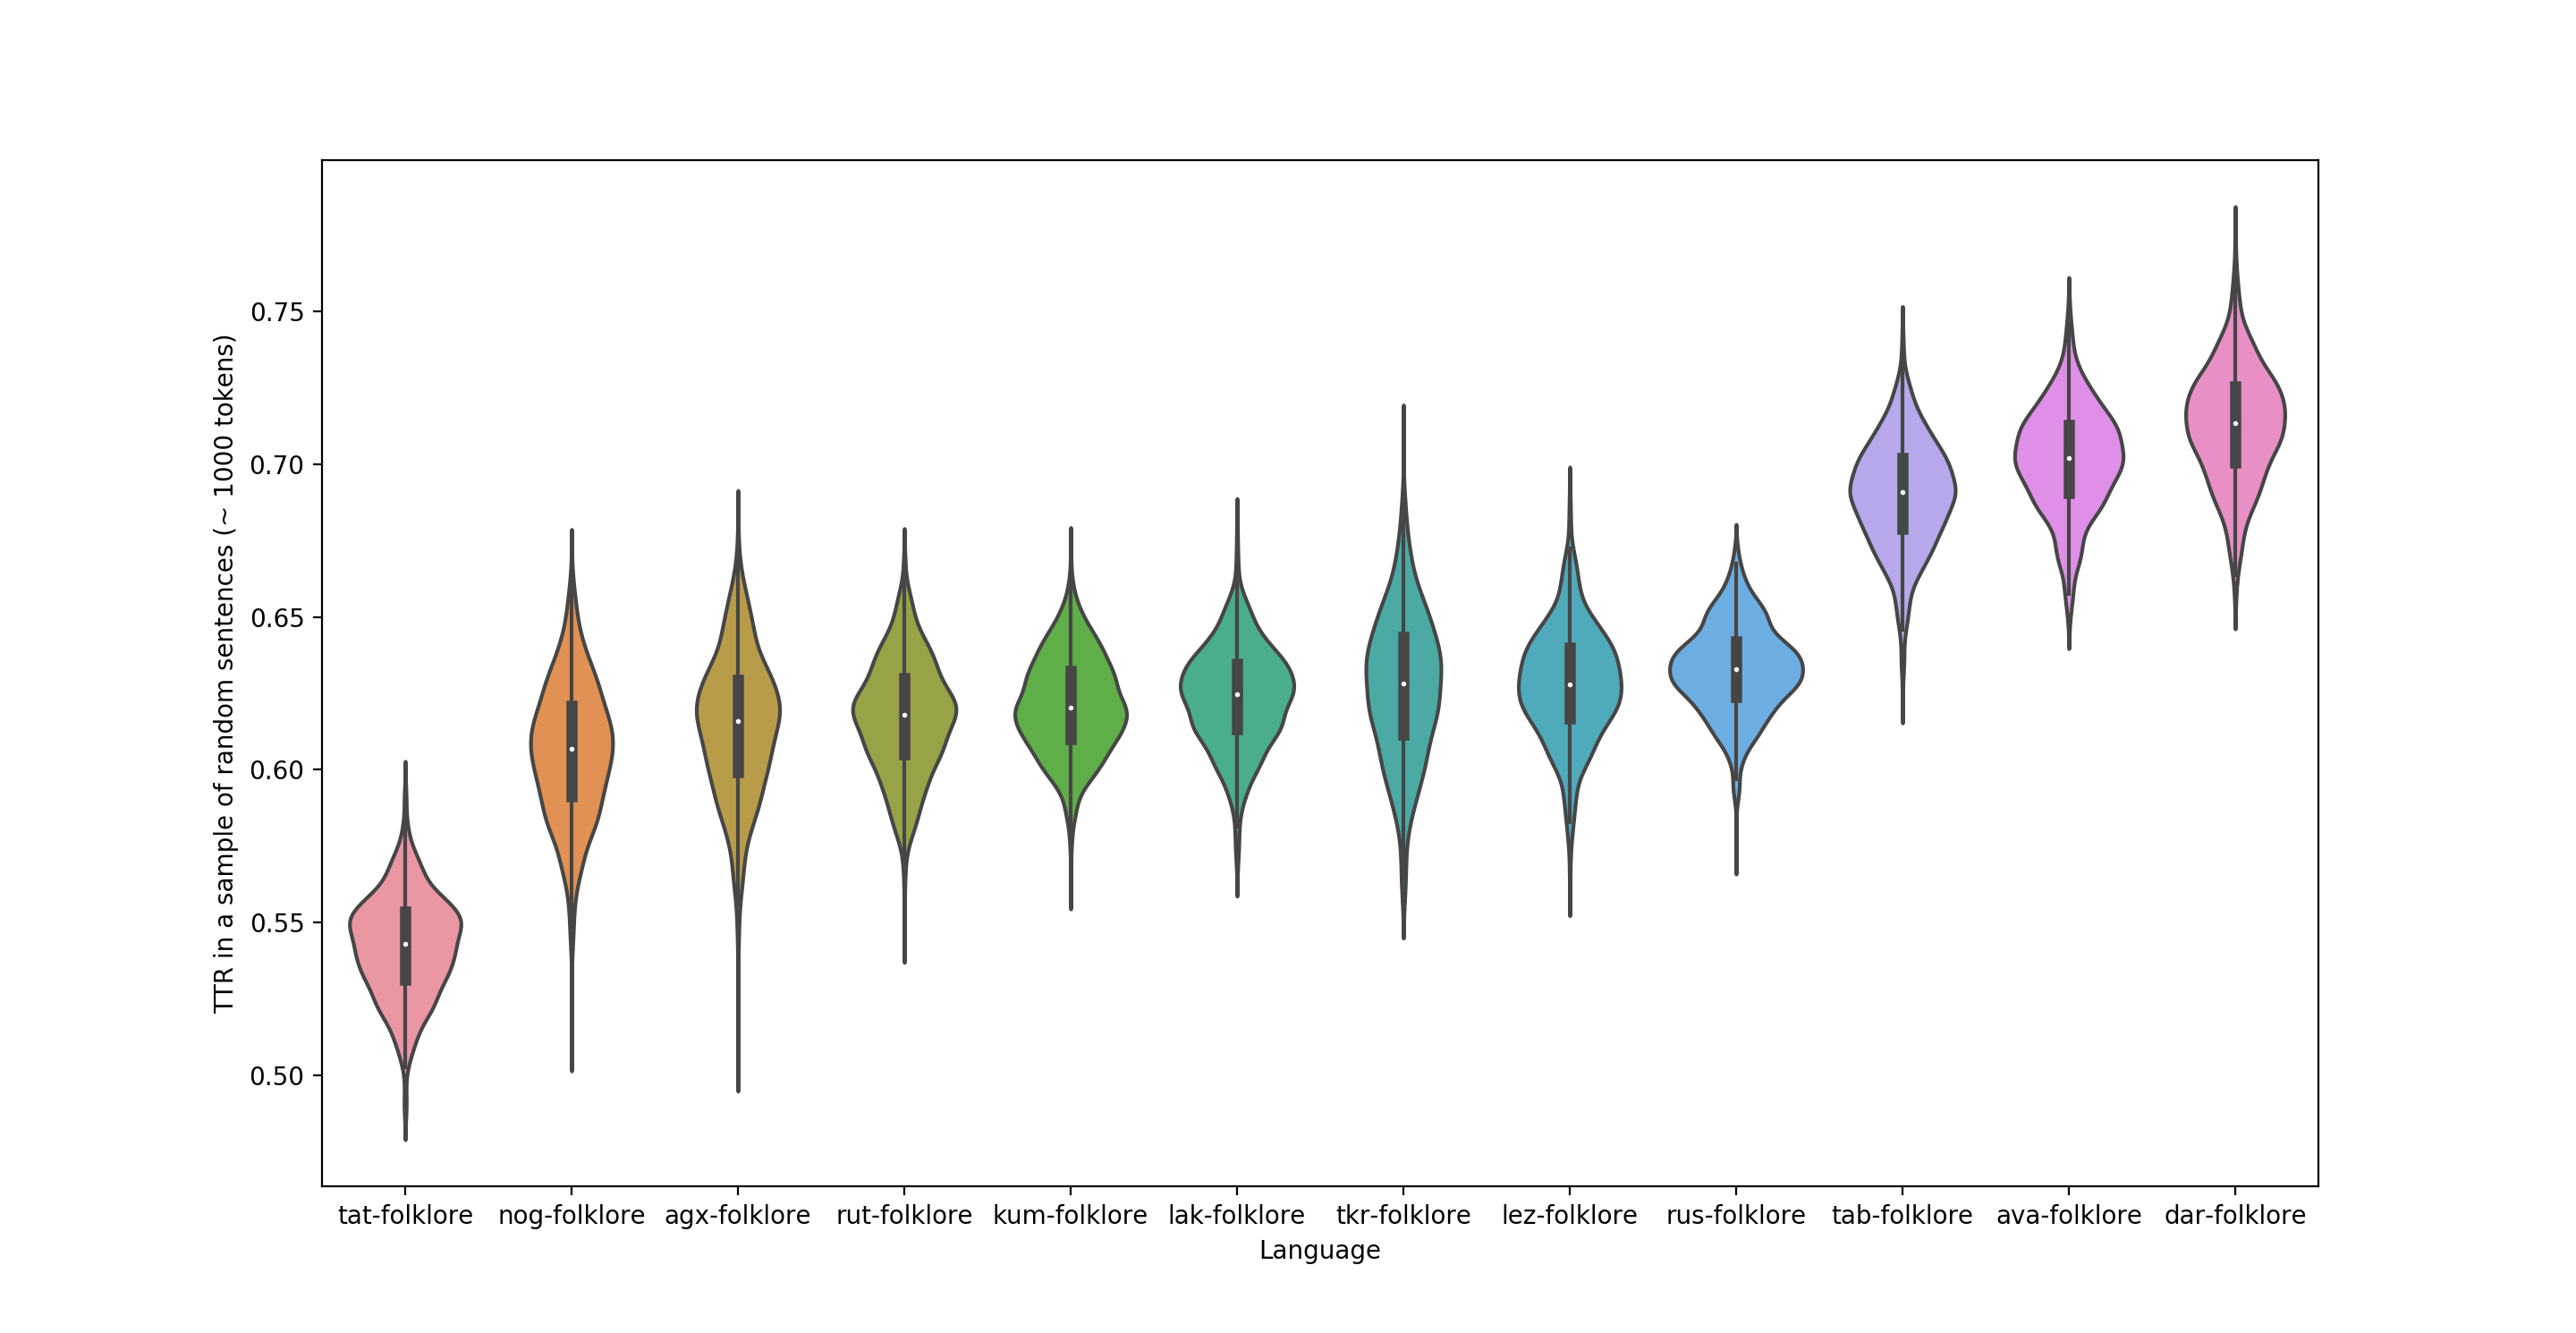 TTR in a sample of random sentences (~ 1000 tokens)
0.75
0.70
0.65
0.60
0.55
0.50
tat-folklore nog-folklore agx-folklore rut-folklore kum-folklore lak-folklore tkr-folklore lez-folklore rus-folklore tab-folklore ava-folklore dar-folklore
Language